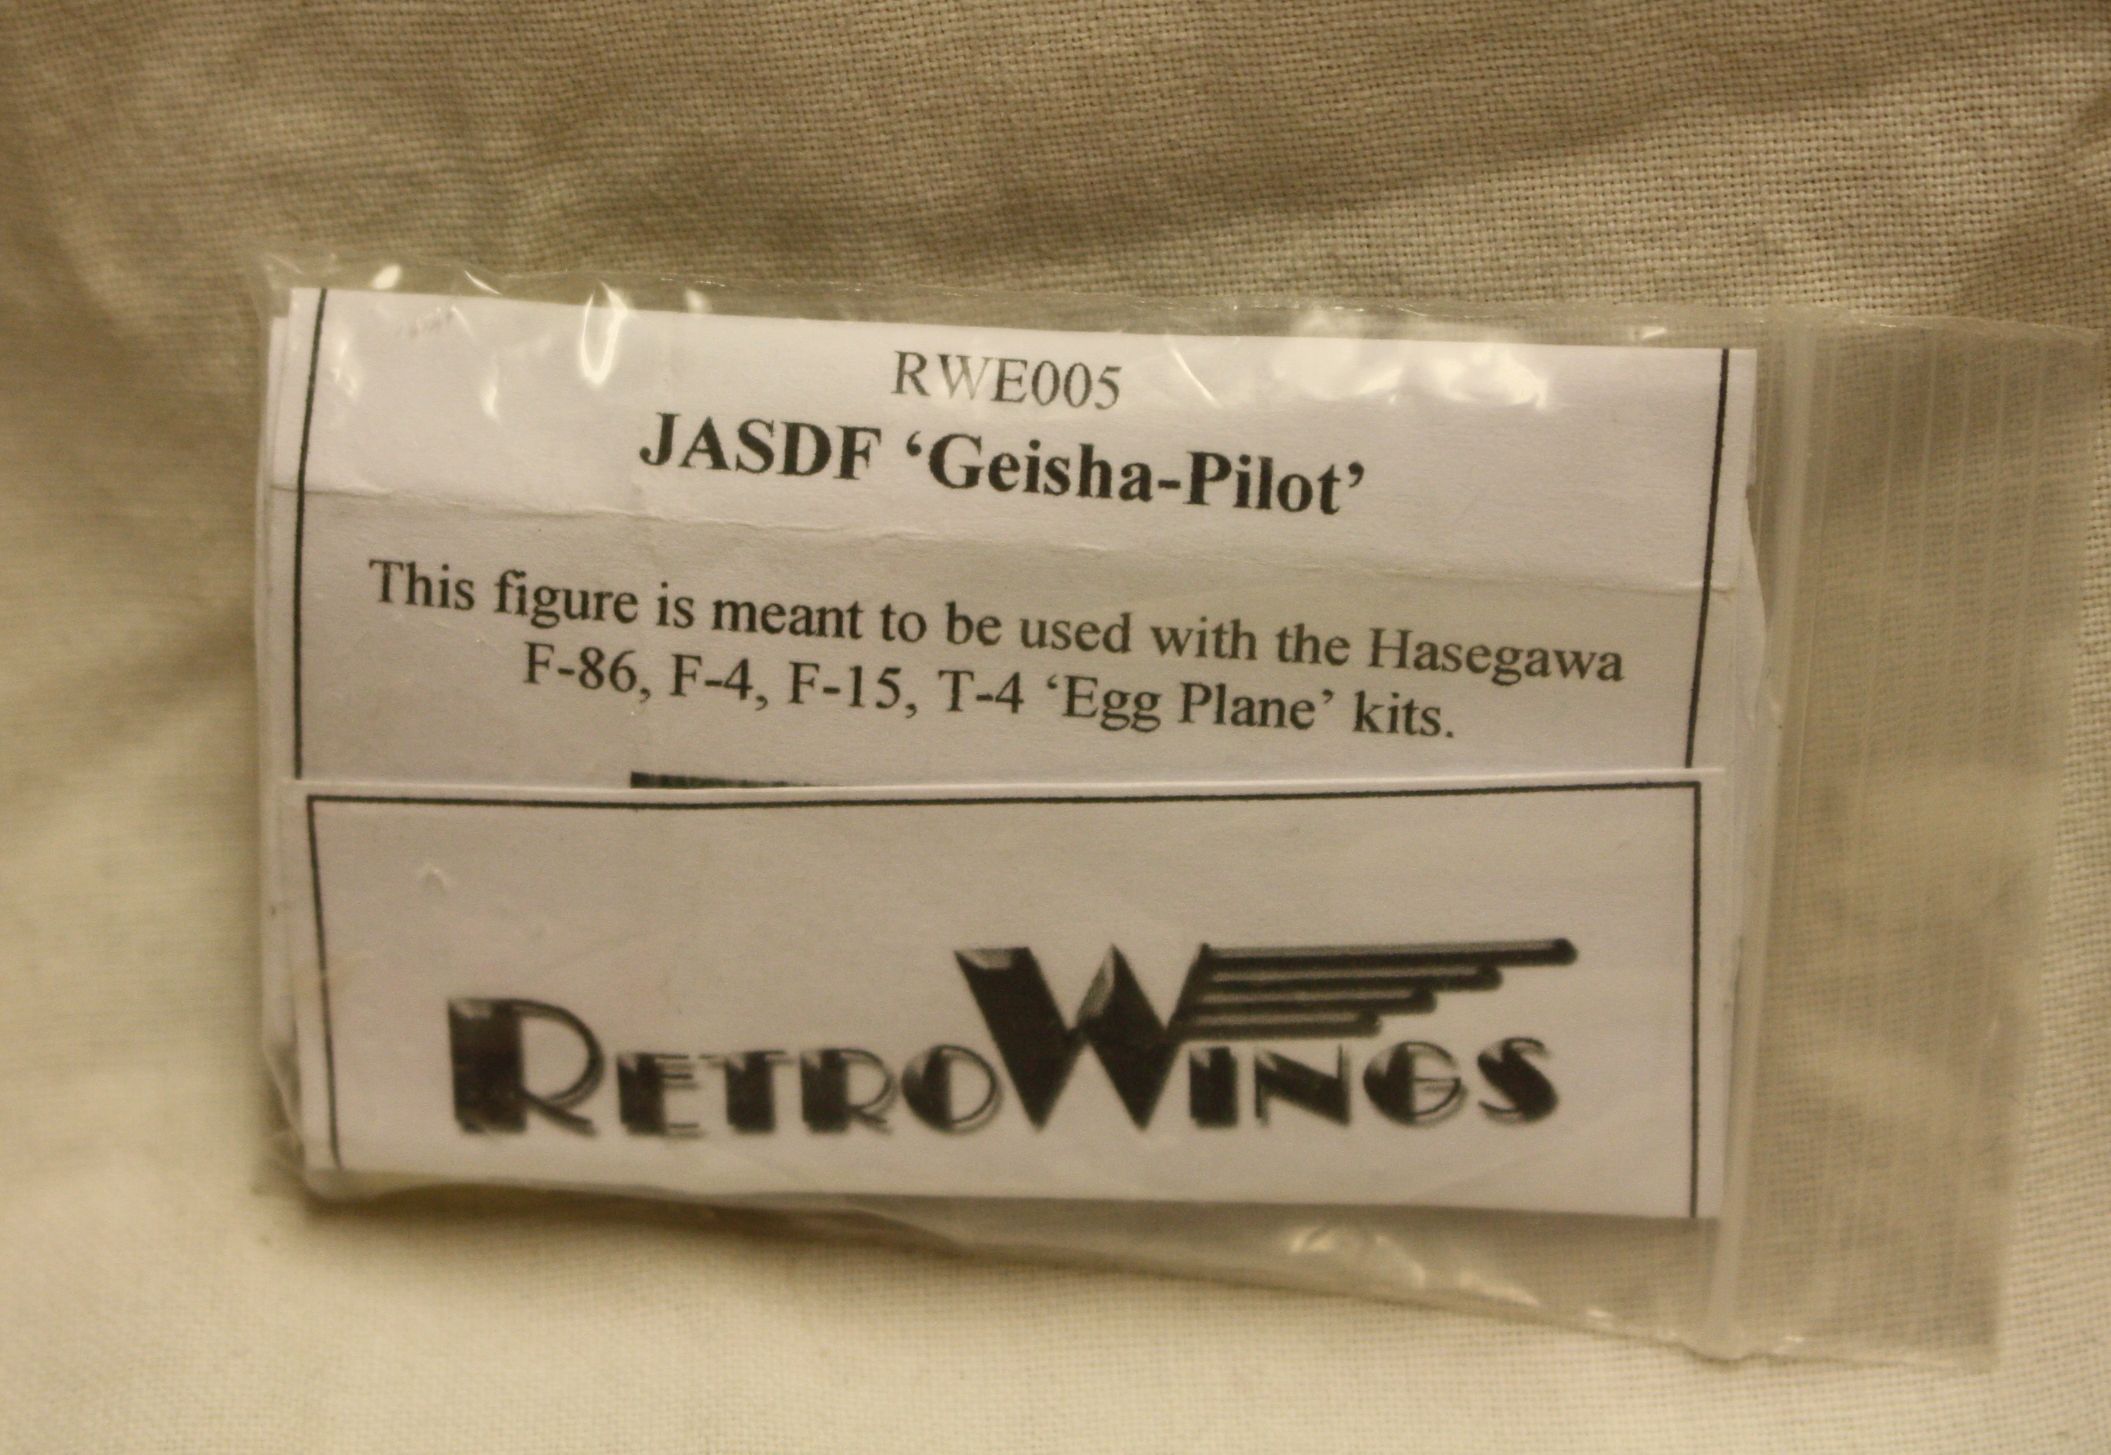 RWE005
JASDF ‘Geisha-Pilot’
This figure is meant to be used with the Hasegawa
F-86, F-4, F-15, T-4 ‘Egg Plane’ kits.
RETROWINGS